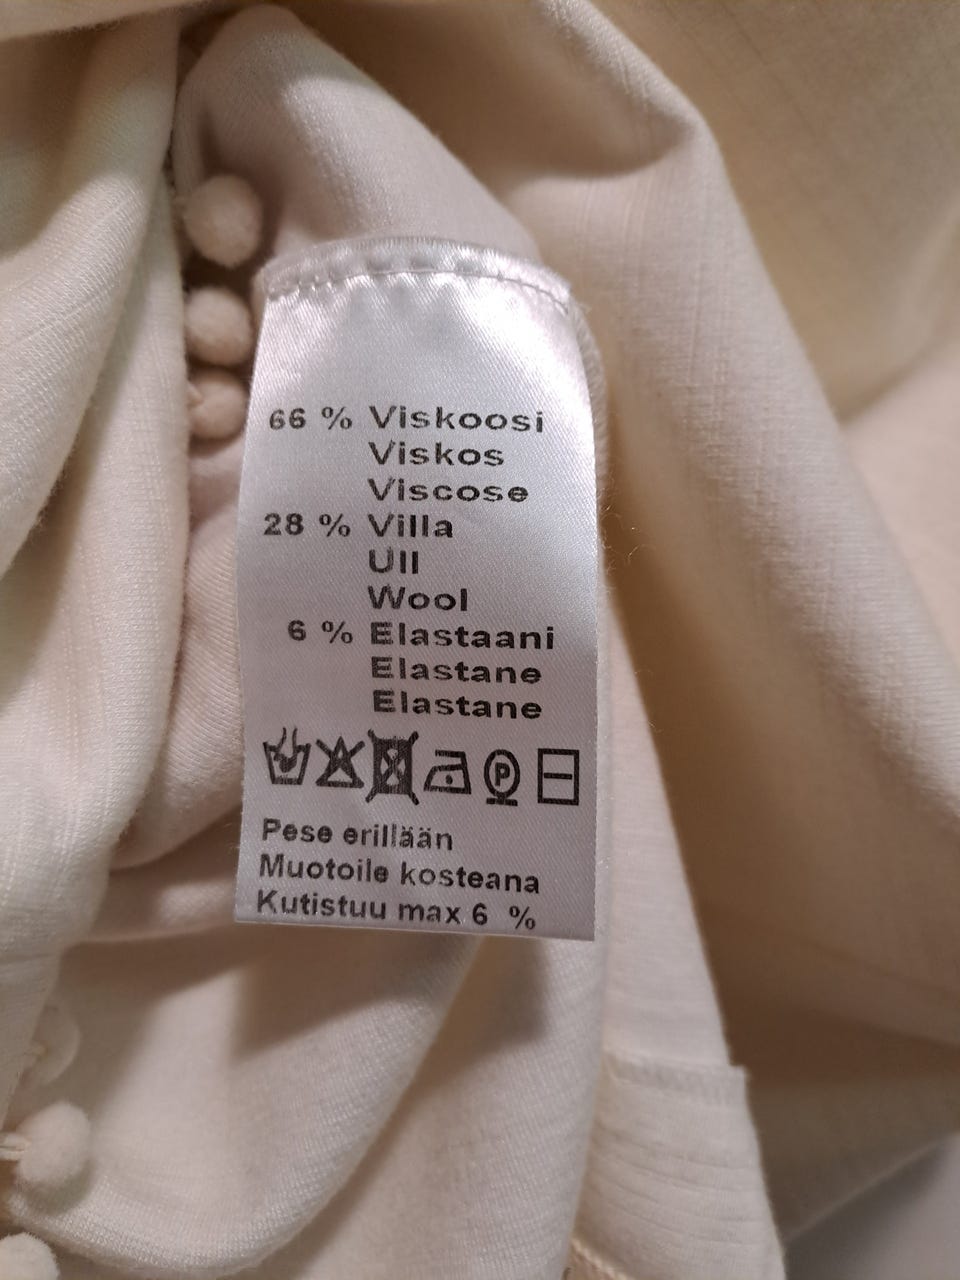 66 % Viskoosi
Viskos
Viscose
28 % Villa
Ull
Wool
6 % Elastaani
Elastane
Elastane
P
Pese erillään
Muotoile kosteana
Kutistuu max 6 %